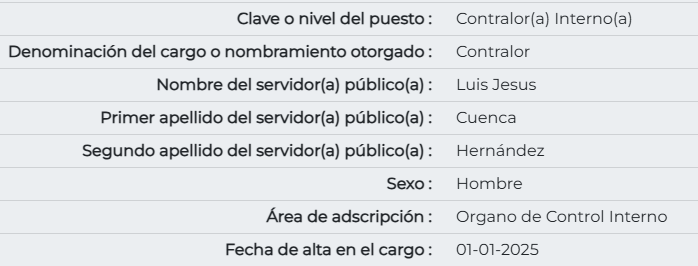 Clave o nivel del puesto : Contralor(a) Interno(a)
Denominación del cargo o nombramiento otorgado : Contralor
Nombre del servidor(a) público(a) : Luis Jesus
Primer apellido del servidor(a) público(a) : Cuenca
Segundo apellido del servidor(a) público(a) : Hernández
Sexo : Hombre
Área de adscripción : Organo de Control Interno
Fecha de alta en el cargo : 01-01-2025